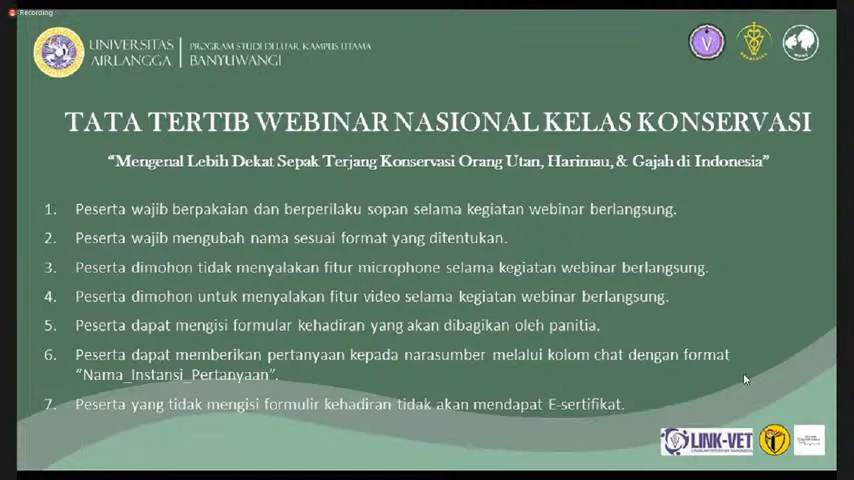 Recording
UNIVERSITAS
AIRLANGGA
PROGRAM STUDI DI LUAR KAMPUS UTAMA
BANYUWANGI
TATA TERTIB WEBINAR NASIONAL KELAS KONSERVASI
“Mengenal Lebih Dekat Sepak Terjang Konservasi Orang Utan, Harimau, & Gajah di Indonesia”
1. Peserta wajib berpakaian dan berperilaku sopan selama kegiatan webinar berlangsung.
2. Peserta wajib mengubah nama sesuai format yang ditentukan.
3. Peserta dimohon tidak menyalakan fitur microphone selama kegiatan webinar berlangsung.
4. Peserta dimohon untuk menyalakan fitur video selama kegiatan webinar berlangsung.
5. Peserta dapat mengisi formular kehadiran yang akan dibagikan oleh panitia.
6. Peserta dapat memberikan pertanyaan kepada narasumber melalui kolom chat dengan format
“Nama_Instansi_Pertanyaan”.
7. Peserta yang tidak mengisi formulir kehadiran tidak akan mendapat E-sertifikat.
LINK-VET